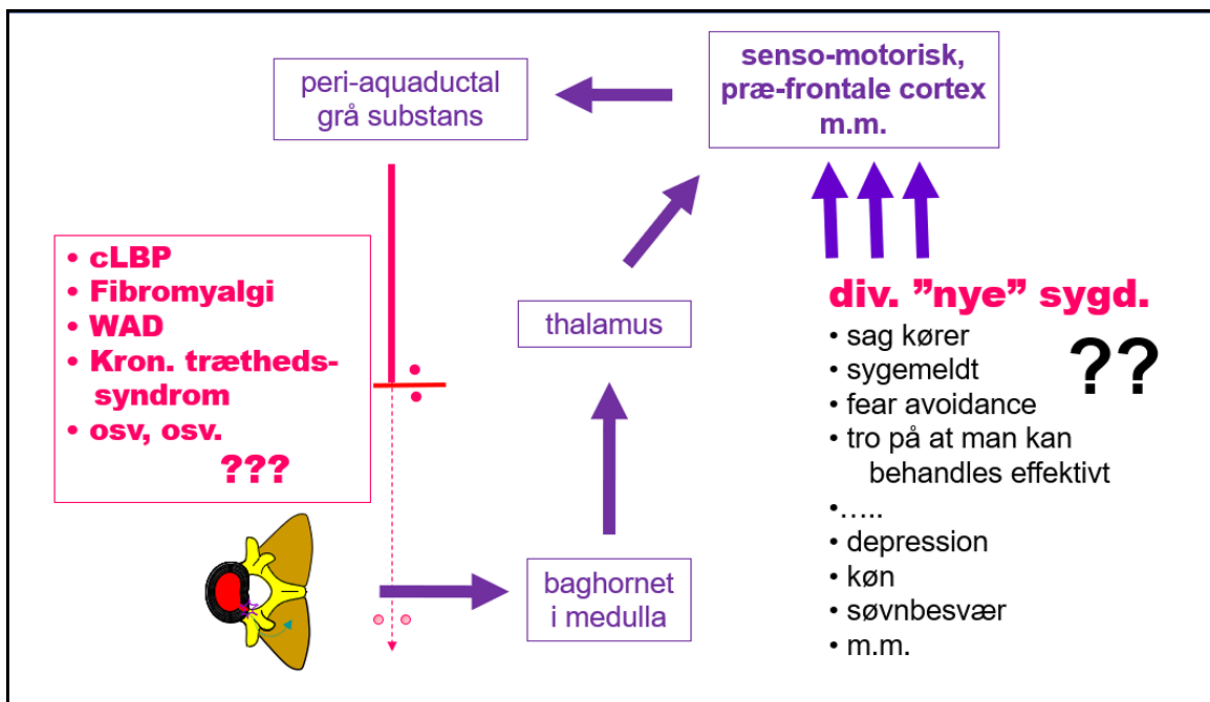 peri-aquaductal
grå substans
senso-motorisk,
præ-frontale cortex
m.m.
• cLBP
• Fibromyalgi
• WAD
• Kron. trætheds-
syndrom
• osv, osv.
???
thalamus
baghornet
i medulla
div. ”nye” sygd.
• sag kører
• sygemeldt
• fear avoidance
• tro på at man kan
behandles effektivt
•…..
• depression
• køn
• søvnbesvær
• m.m.
??